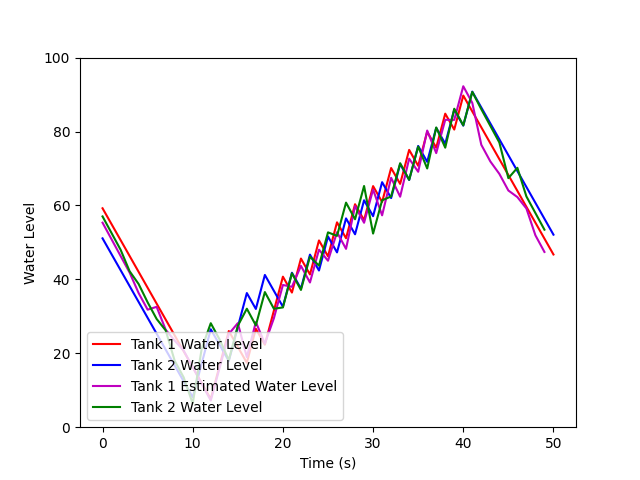 100
80
60
40
20
0
Water Level
Tank 1 Water Level
Tank 2 Water Level
Tank 1 Estimated Water Level
Tank 2 Water Level
0 10 20 30 40 50
Time (s)